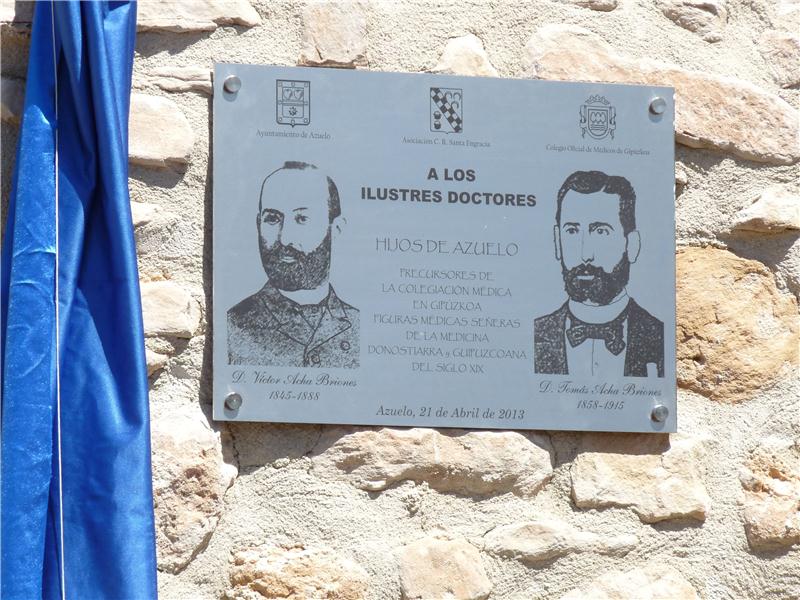 Ayuntamiento de Azuelo
Asociación C. R. Santa Engracia
Colegio Oficial de Médicos de Gipuzkoa
A LOS
ILUSTRES DOCTORES
HIJOS DE AZUELO
PRECURSORES DE
LA COLEGIACIÓN MÉDICA
EN GIPUZKOA
FIGURAS MÉDICAS SEÑERAS
DE LA MEDICINA
DONOSTIARRA y GUIPUZCOANA
DEL SIGLO XIX
D. Víctor Acha Briones
1845-1888
D. Tomás Acha Briones
1858-1915
Azuelo, 21 de Abril de 2013